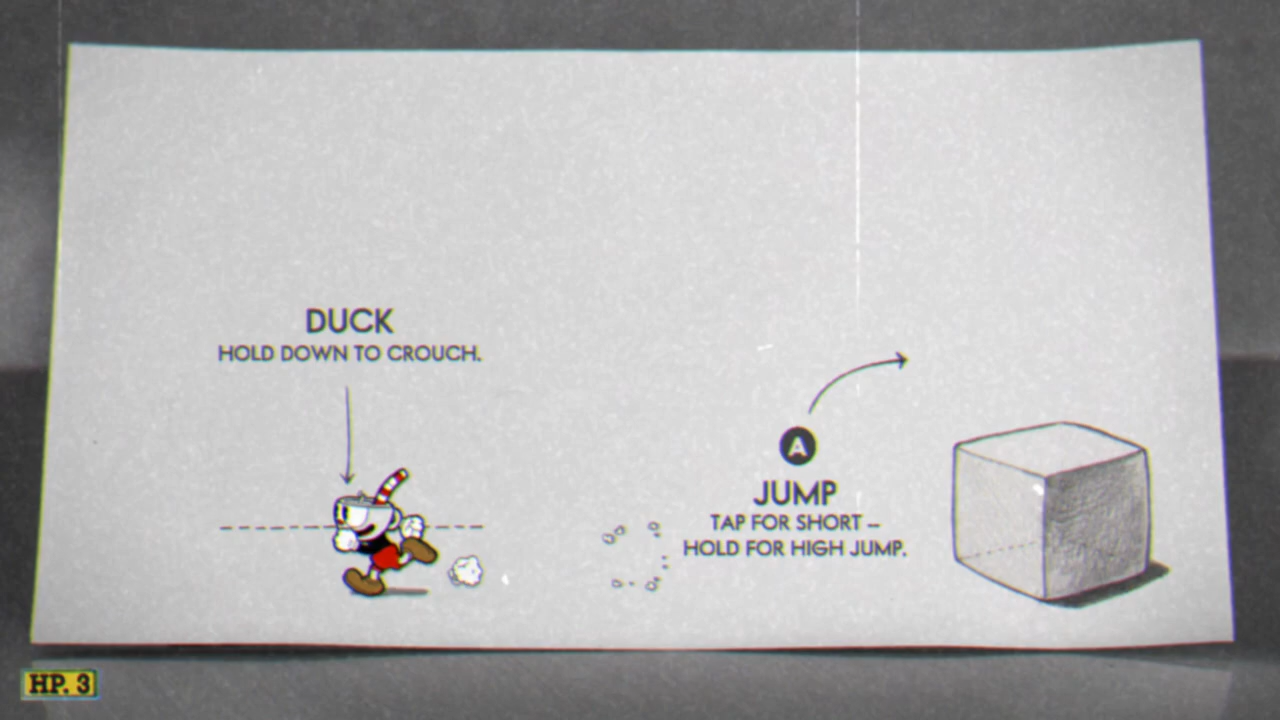 DUCK
HOLD DOWN TO CROUCH.
A
JUMP
TAP FOR SHORT –
HOLD FOR HIGH JUMP.
HP. 3